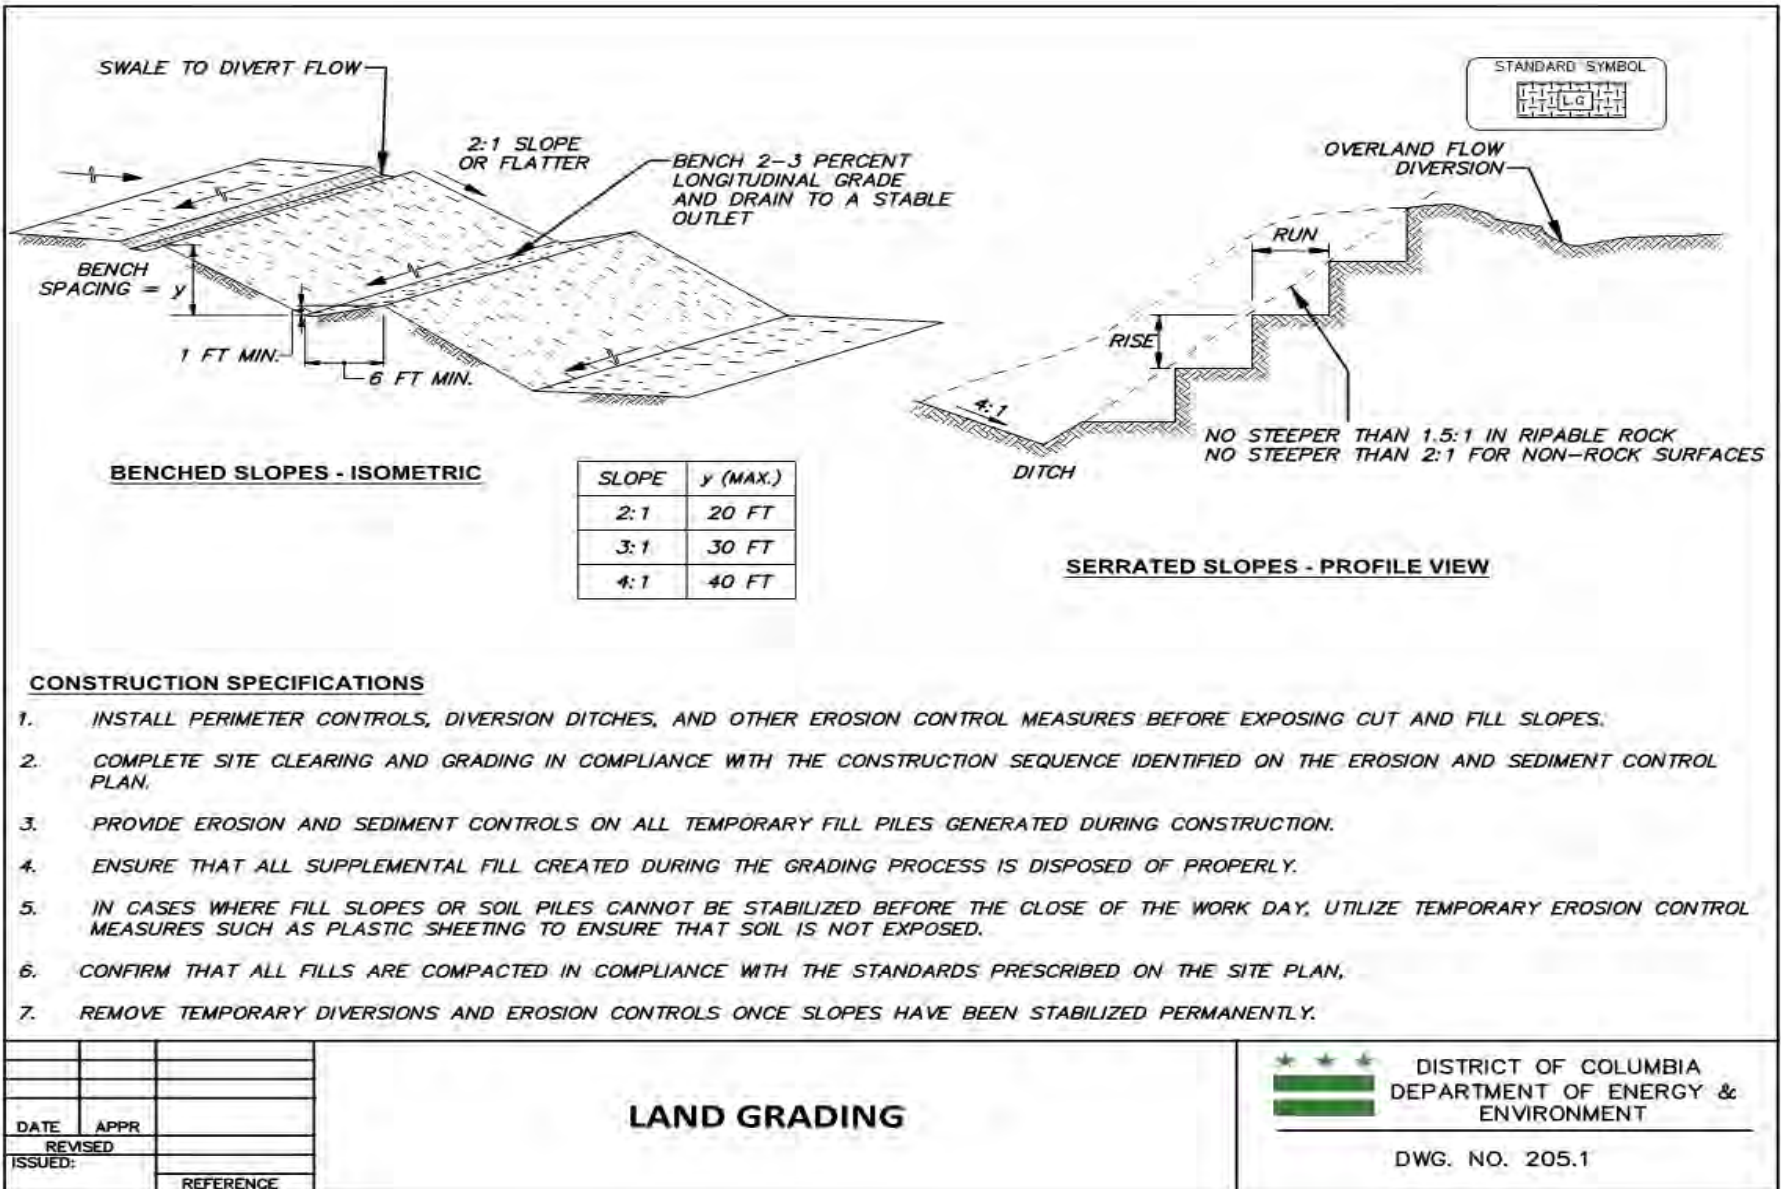 SWALE TO DIVERT FLOW
2:1 SLOPE
OR FLATTER
BENCH 2-3 PERCENT
LONGITUDINAL GRADE
AND DRAIN TO A STABLE
OUTLET
BENCH
SPACING = y
1 FT MIN.
6 FT MIN.
BENCHED SLOPES - ISOMETRIC
SLOPE y (MAX.)
2:1 20 FT
3:1 30 FT
4:1 40 FT
STANDARD SYMBOL
LG
OVERLAND FLOW
DIVERSION
RUN
RISE
4:1
DITCH
NO STEEPER THAN 1.5:1 IN RIPABLE ROCK
NO STEEPER THAN 2:1 FOR NON-ROCK SURFACES
SERRATED SLOPES - PROFILE VIEW
CONSTRUCTION SPECIFICATIONS
1. INSTALL PERIMETER CONTROLS, DIVERSION DITCHES, AND OTHER EROSION CONTROL MEASURES BEFORE EXPOSING CUT AND FILL SLOPES.
2. COMPLETE SITE CLEARING AND GRADING IN COMPLIANCE WITH THE CONSTRUCTION SEQUENCE IDENTIFIED ON THE EROSION AND SEDIMENT CONTROL
PLAN.
3. PROVIDE EROSION AND SEDIMENT CONTROLS ON ALL TEMPORARY FILL PILES GENERATED DURING CONSTRUCTION.
4. ENSURE THAT ALL SUPPLEMENTAL FILL CREATED DURING THE GRADING PROCESS IS DISPOSED OF PROPERLY.
5. IN CASES WHERE FILL SLOPES OR SOIL PILES CANNOT BE STABILIZED BEFORE THE CLOSE OF THE WORK DAY, UTILIZE TEMPORARY EROSION CONTROL
MEASURES SUCH AS PLASTIC SHEETING TO ENSURE THAT SOIL IS NOT EXPOSED.
6. CONFIRM THAT ALL FILLS ARE COMPACTED IN COMPLIANCE WITH THE STANDARDS PRESCRIBED ON THE SITE PLAN,
7. REMOVE TEMPORARY DIVERSIONS AND EROSION CONTROLS ONCE SLOPES HAVE BEEN STABILIZED PERMANENTLY.
DATE APPR
REVISED
ISSUED:
REFERENCE
LAND GRADING
DISTRICT OF COLUMBIA
DEPARTMENT OF ENERGY &
ENVIRONMENT
DWG. NO. 205.1